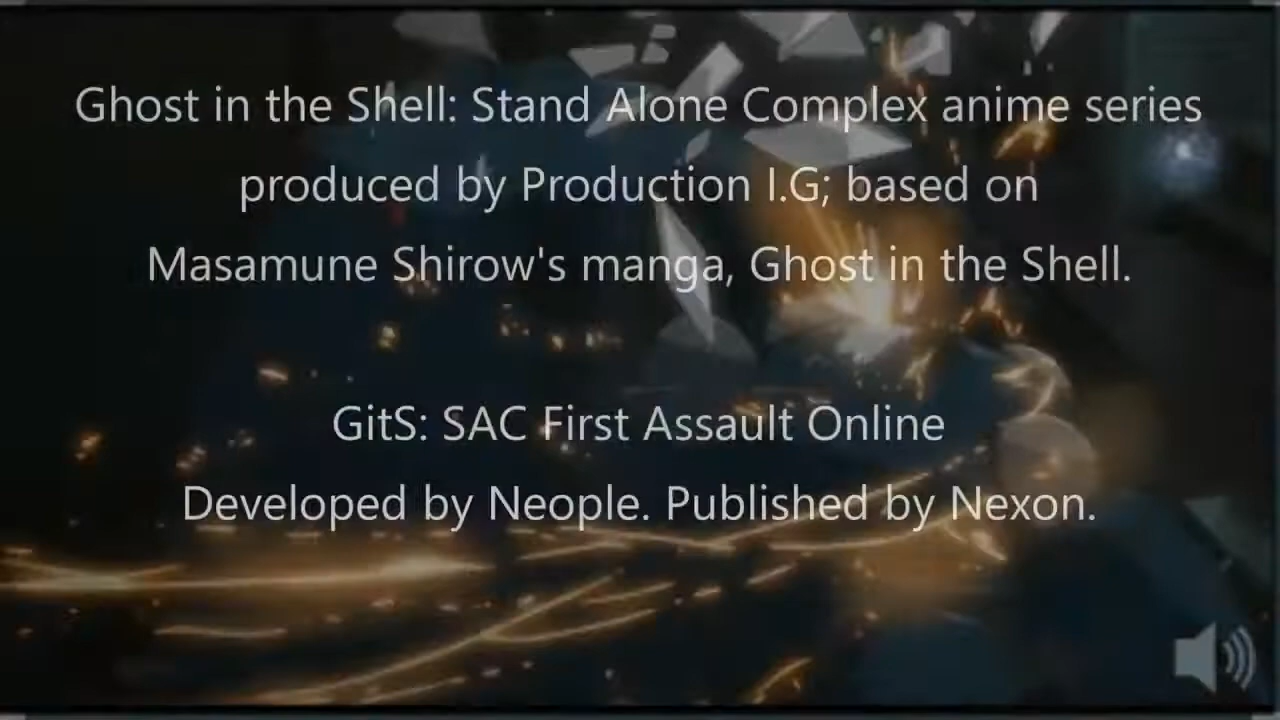 Ghost in the Shell: Stand Alone Complex anime series
produced by Production I.G; based on
Masamune Shirow's manga, Ghost in the Shell.
GitS: SAC First Assault Online
Developed by Neople. Published by Nexon.